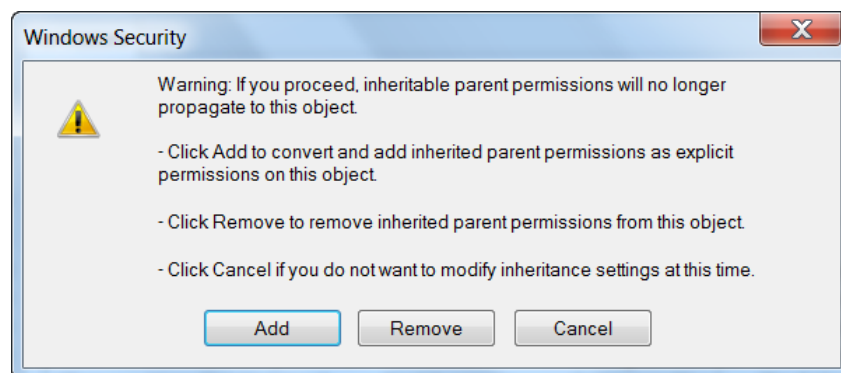 Windows Security
Warning: If you proceed, inheritable parent permissions will no longer
propagate to this object.
- Click Add to convert and add inherited parent permissions as explicit
permissions on this object.
- Click Remove to remove inherited parent permissions from this object.
- Click Cancel if you do not want to modify inheritance settings at this time.
Add Remove Cancel